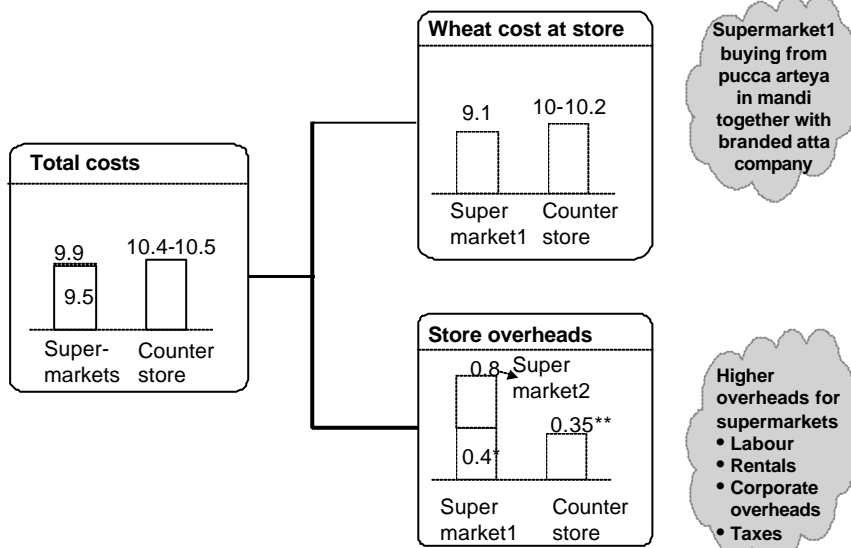 Total costs
9.9
10.4-10.5
9.5
Super-
markets
Counter
store
Wheat cost at store
9.1
10-10.2
Super
market1
Counter
store
Supermarket1
buying from
pucca arteya
in mandi
together with
branded atta
company
Store overheads
0.8
Super
market2
0.35**
0.4*
Super
market1
Counter
store
Higher
overheads for
supermarkets
• Labour
• Rentals
• Corporate
overheads
• Taxes